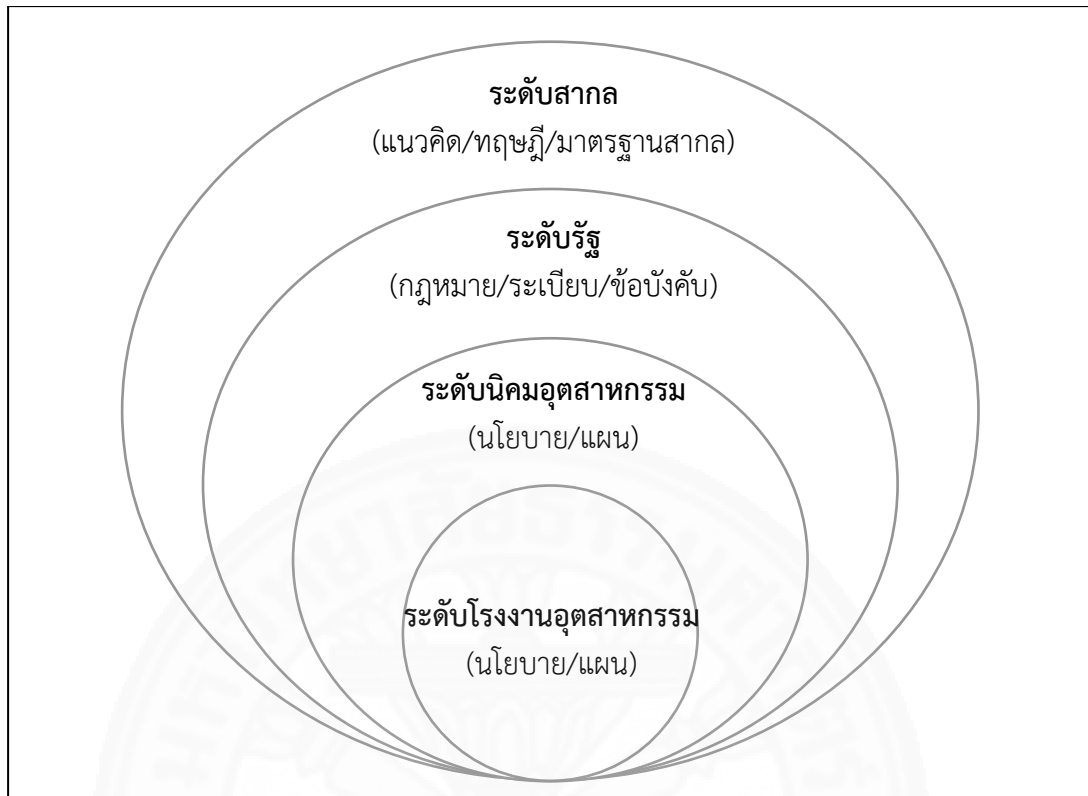 ระดับสากล
(แนวคิด/ทฤษฎี/มาตรฐานสากล)
ระดับรัฐ
(กฎหมาย/ระเบียบ/ข้อบังคับ)
ระดับนิคมอุตสาหกรรม
(นโยบาย/แผน)
ระดับโรงงานอุตสาหกรรม
(นโยบาย/แผน)